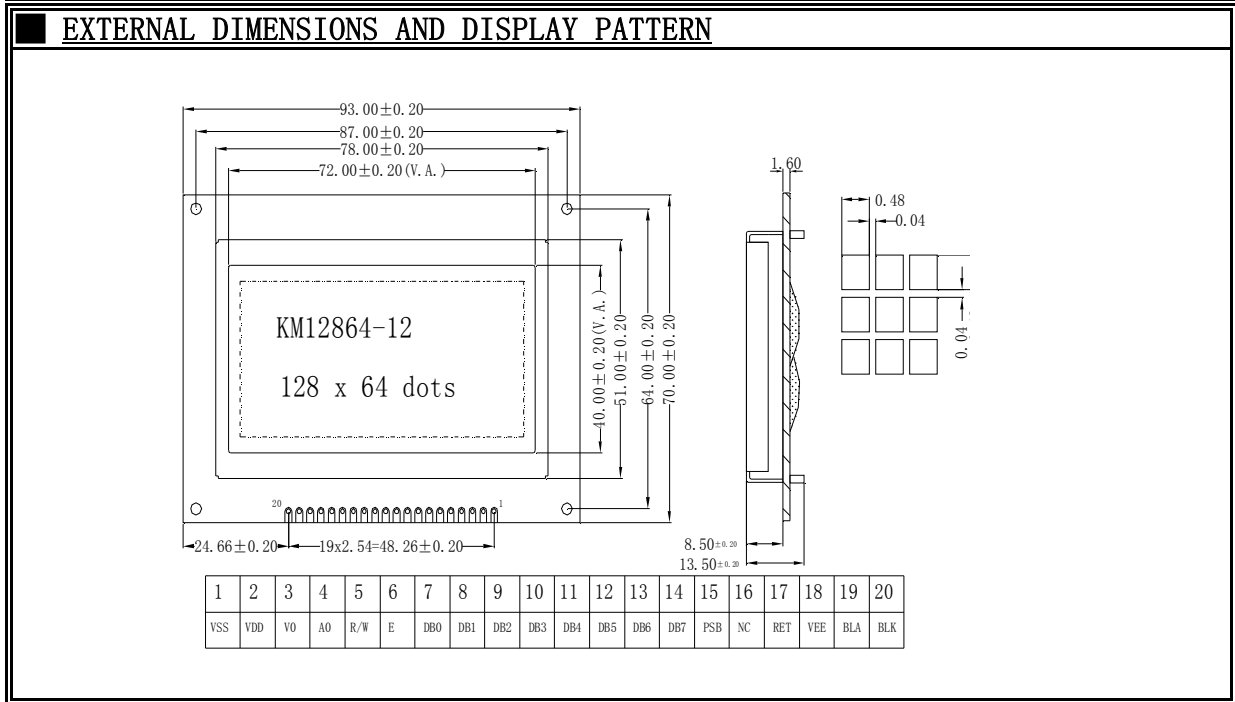 EXTERNAL DIMENSIONS AND DISPLAY PATTERN
93.00±0.20
87.00±0.20
78.00±0.20
72.00±0.20(V.A.)
1.60
0.48
0.04
KM12864-12
128 x 64 dots
40.00±0.20(V.A.)
51.00±0.20
64.00±0.20
70.00±0.20
0.04
20
1
24.66±0.20
19x2.54=48.26±0.20
8.50±0.20
13.50±0.20
1 2 3 4 5 6 7 8 9 10 11 12 13 14 15 16 17 18 19 20
VSS VDD V0 A0 R/W E DB0 DB1 DB2 DB3 DB4 DB5 DB6 DB7 PSB NC RET VEE BLA BLK